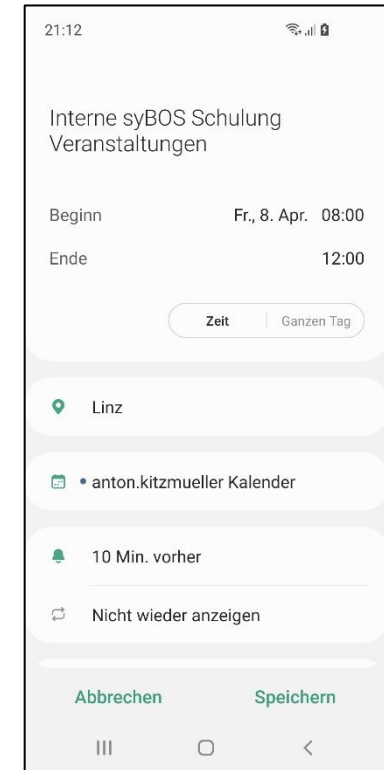 21:12
Interne syBOS Schulung
Veranstaltungen
Beginn Fr., 8. Apr. 08:00
Ende 12:00
Zeit Ganzen Tag
Linz
anton.kitzmueller Kalender
10 Min. vorher
Nicht wieder anzeigen
Abbrechen Speichern